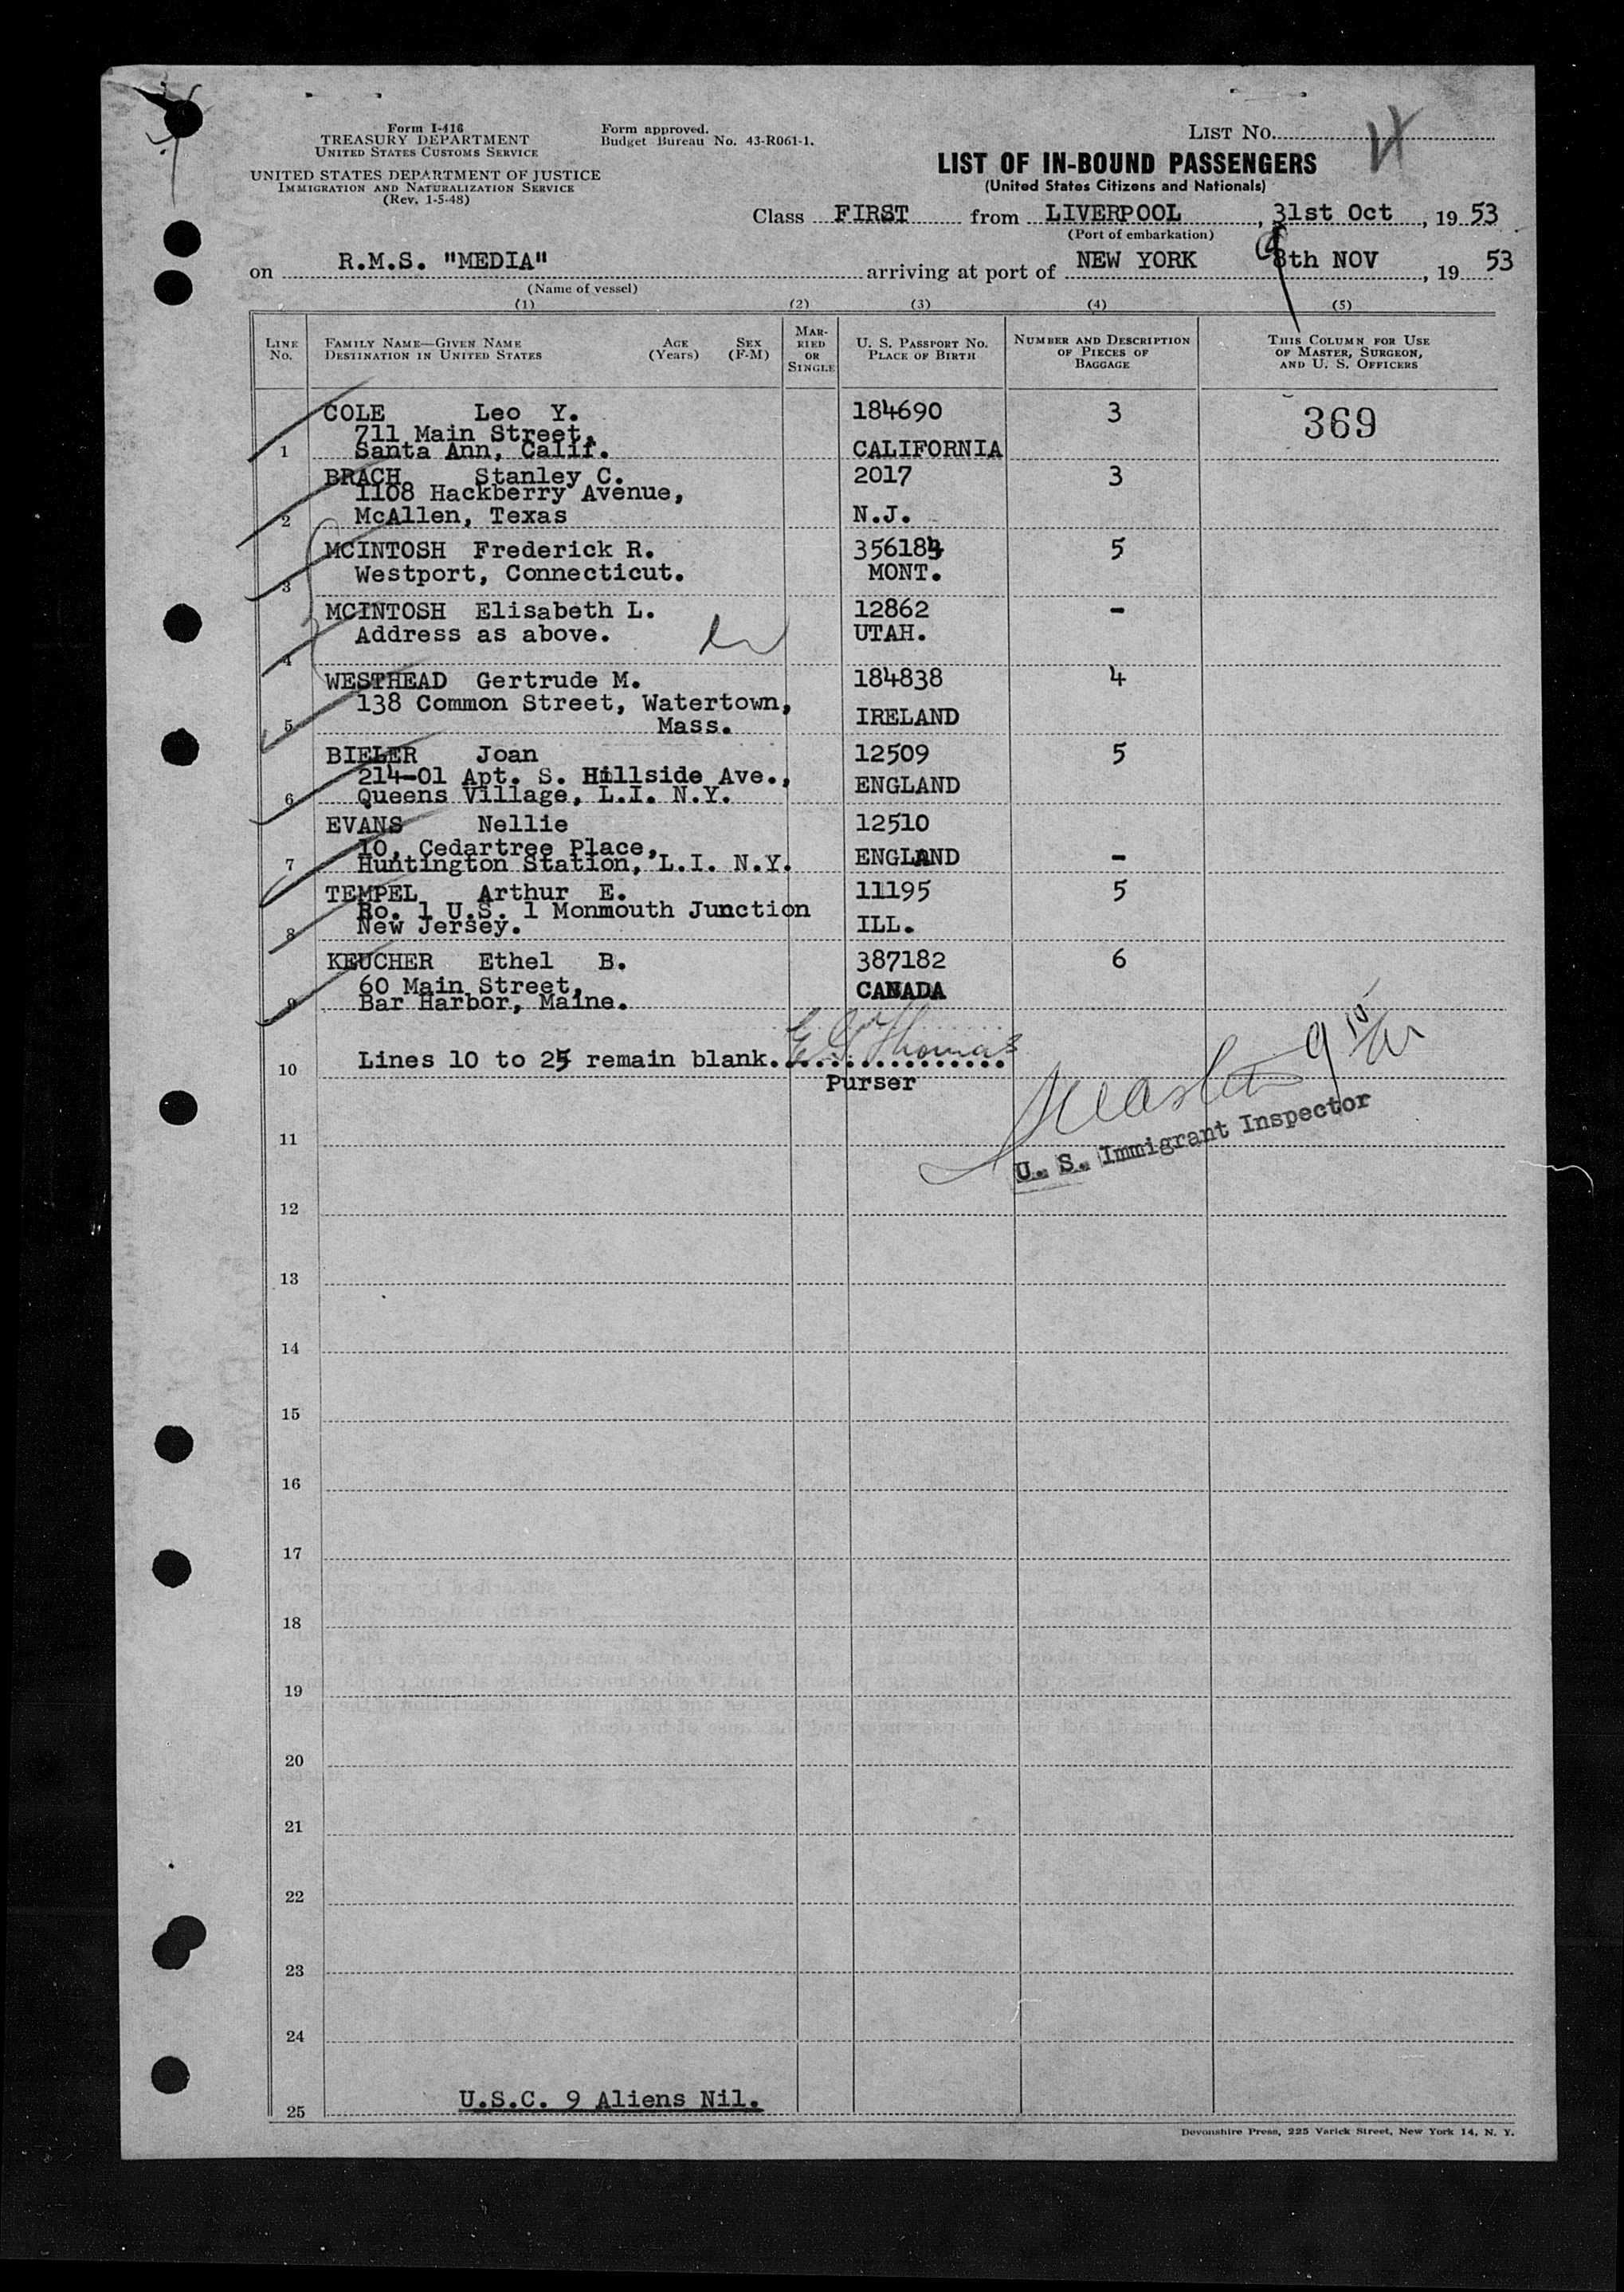 Form I-416
TREASURY DEPARTMENT
UNITED STATES CUSTOMS SERVICE
UNITED STATES DEPARTMENT OF JUSTICE
IMMIGRATION AND NATURALIZATION SERVICE
(Rev. 1-5-48)
Form approved.
Budget Bureau No. 43-R061-1.
LIST NO.
LIST OF IN-BOUND PASSENGERS
(United States Citizens and Nationals)
Class FIRST from LIVERPOOL, 31st Oct, 19 53
(Port of embarkation)
on R.M.S. "MEDIA" arriving at port of NEW YORK 8th NOV, 19 53
(Name of vessel)
(1) (2) (3) (4) (5)
LINE NO. FAMILY NAME—GIVEN NAME DESTINATION IN UNITED STATES AGE (Years) SEX (F-M) MARRIED OR SINGLE U. S. PASSPORT NO. PLACE OF BIRTH NUMBER AND DESCRIPTION OF PIECES OF BAGGAGE THIS COLUMN FOR USE OF MASTER, SURGEON, AND U. S. OFFICERS
COLE Leo Y. 184690 3 369
711 Main Street,
1 Santa Ann, Calif. CALIFORNIA
BRACH Stanley C. 2017 3
1108 Hackberry Avenue,
2 McAllen, Texas N.J.
MCINTOSH Frederick R. 356184 5
3 Westport, Connecticut. MONT.
MCINTOSH Elisabeth L. 12862 -
4 Address as above. UTAH.
WESTHEAD Gertrude M. 184838 4
138 Common Street, Watertown,
5 Mass. IRELAND
BIELER Joan 12509 5
214-01 Apt. S. Hillside Ave.,
6 Queens Village, L.I. N.Y. ENGLAND
EVANS Nellie 12510
10, Cedartree Place,
7 Huntington Station, L.I. N.Y. ENGLAND -
TEMPEL Arthur E. 11195 5
Ro. 1 U.S. 1 Monmouth Junction
8 New Jersey. ILL.
KEUCHER Ethel B. 387182 6
60 Main Street,
9 Bar Harbor, Maine. CANADA
10 Lines 10 to 25 remain blank. Thomas
Purser
11
U. S. Immigrant Inspector
12
13
14
15
16
17
18
19
20
21
22
23
24
25 U.S.C. 9 Aliens Nil.
Devonshire Press, 225 Varick Street, New York 14, N. Y.